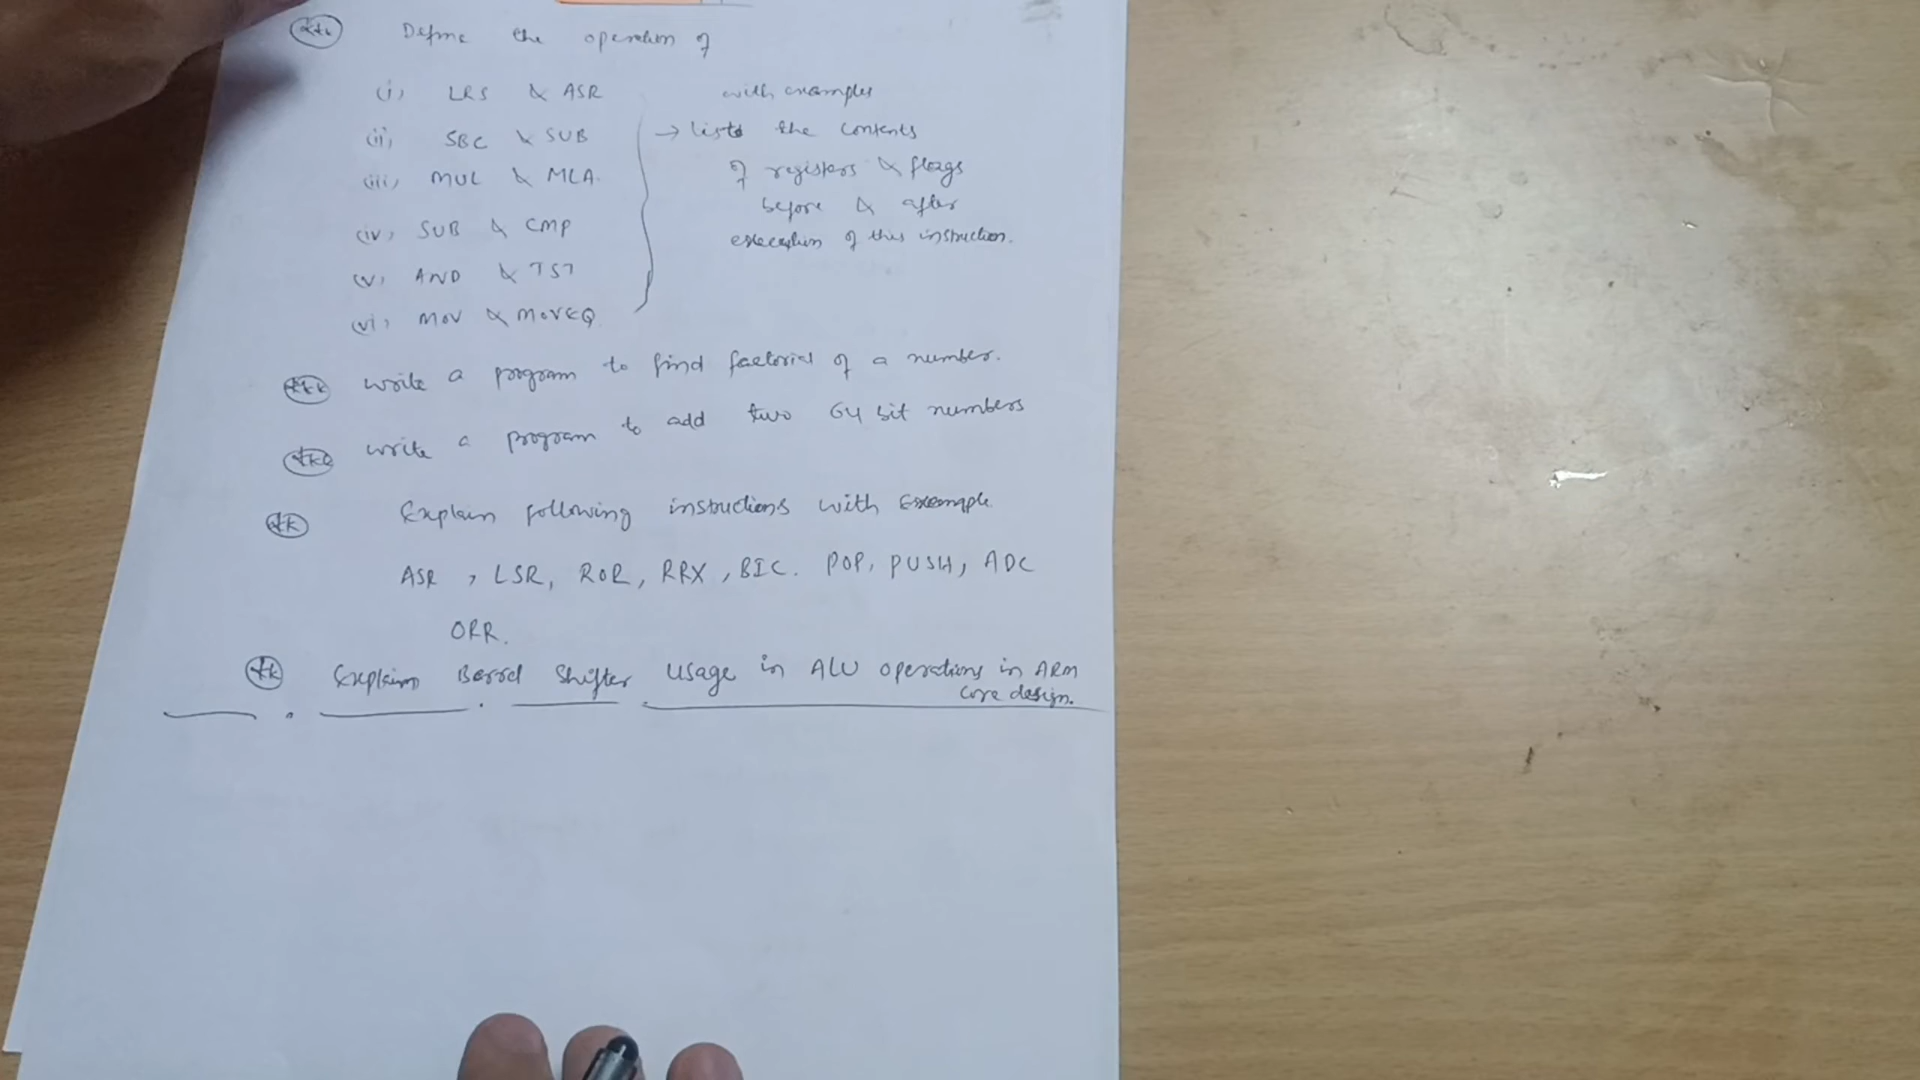 Define the operation of
(i) LRS & ASR with examples
(ii) SBC & SUB → lists the contents
(iii) MUL & MLA. of registers & flags
before & after
(iv) SUB & CMP execution of this instruction.
(v) AND & TST
(vi) MOV & MOVEQ
write a program to find factorial of a number.
write a program to add two 64 bit numbers
Explain following instructions with Example
ASR, LSR, ROR, RRX, BIC. POP, PUSH, ADC
ORR.
Explain Barrel Shifter usage in ALU operations in ARM
core design.